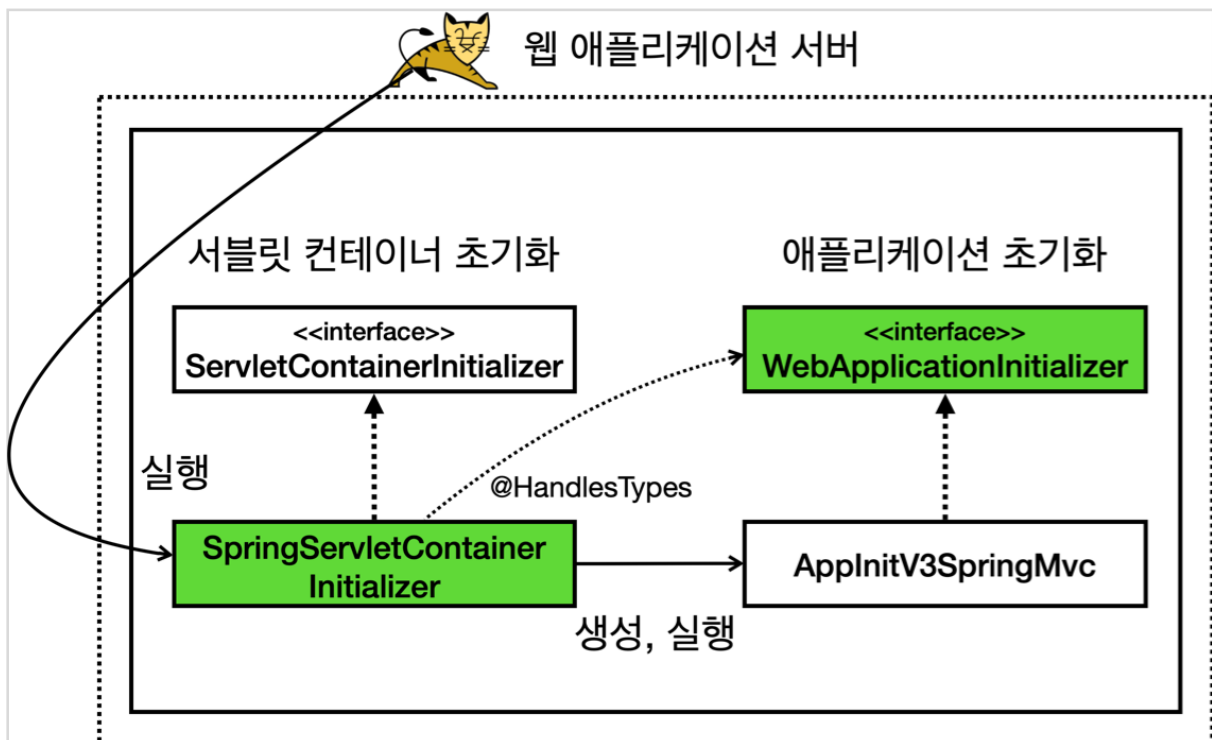 웹 애플리케이션 서버
서블릿 컨테이너 초기화
애플리케이션 초기화
<<interface>>
ServletContainerInitializer
<<interface>>
WebApplicationInitializer
실행
@HandlesTypes
SpringServletContainer
Initializer
AppInitV3SpringMvc
생성, 실행